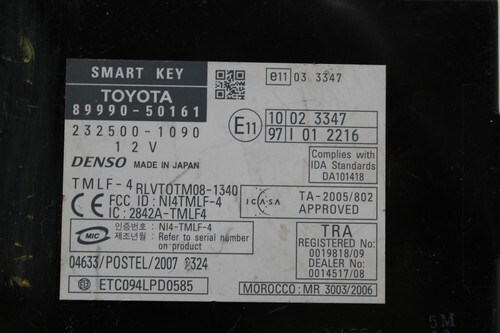 SMART KEY
TOYOTA
89990-50161
232500-1090
12V
DENSO MADE IN JAPAN
TMLF-4 RLVTOTM08-1340
CE FCC ID : NI4TMLF-4
IC : 2842A-TMLF4
MIC 인증번호 : NI4-TMLF-4
제조년월 : Refer to serial number
on product
04633/POSTEL/2007 8324
ETC094LPD0585
e11 03 3347
E11 10 02 3347
97 I 01 2216
Complies with
IDA Standards
DA101418
ICASA TA-2005/802
APPROVED
TRA
REGISTERED No:
0019818/09
DEALER No:
0014517/08
MOROCCO: MR 3003/2006
6M